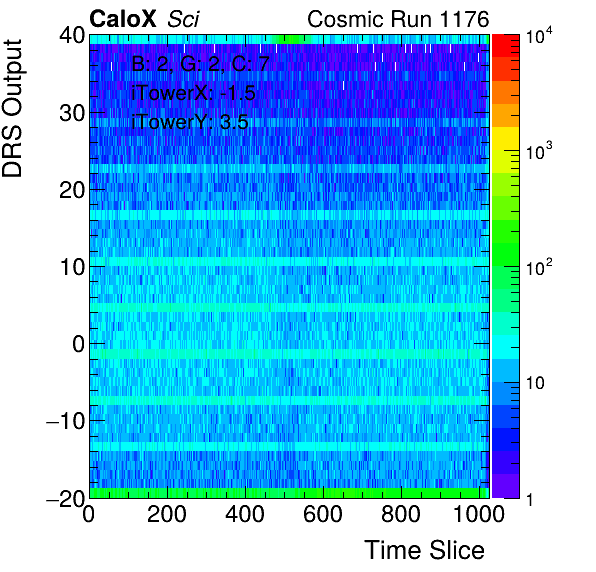 CaloX Sci Cosmic Run 1176
DRS Output
B: 2, G: 2, C: 7
iTowerX: -1.5
iTowerY: 3.5
40
30
20
10
0
−10
−20
0 200 400 600 800 1000
Time Slice
10⁴
10³
10²
10
1